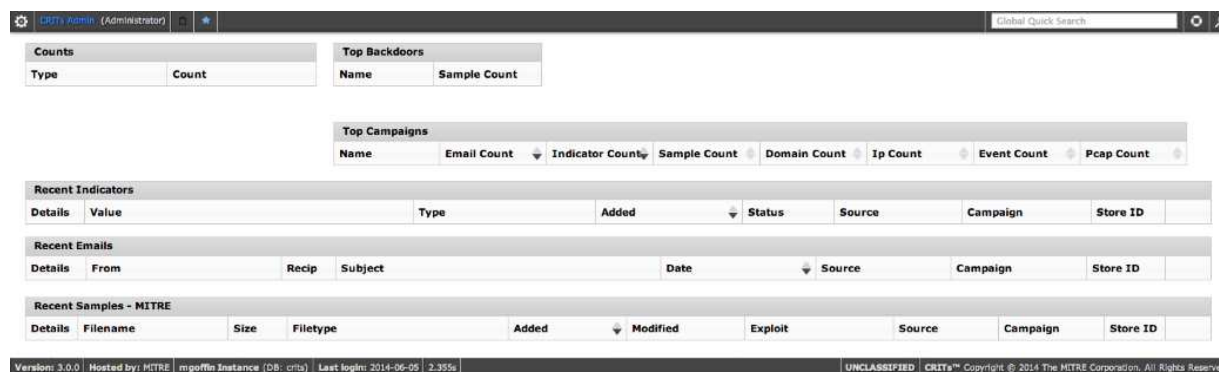 CRITs Admin (Administrator) Global Quick Search
Counts
Type Count
Top Backdoors
Name Sample Count
Top Campaigns
Name Email Count Indicator Count Sample Count Domain Count Ip Count Event Count Pcap Count
Recent Indicators
Details Value Type Added Status Source Campaign Store ID
Recent Emails
Details From Recip Subject Date Source Campaign Store ID
Recent Samples - MITRE
Details Filename Size Filetype Added Modified Exploit Source Campaign Store ID
Version: 3.0.0 Hosted by: MITRE mgoffin Instance (DB: crits) Last login: 2014-06-05 2.355s UNCLASSIFIED CRITs™ Copyright © 2014 The MITRE Corporation. All Rights Reserve